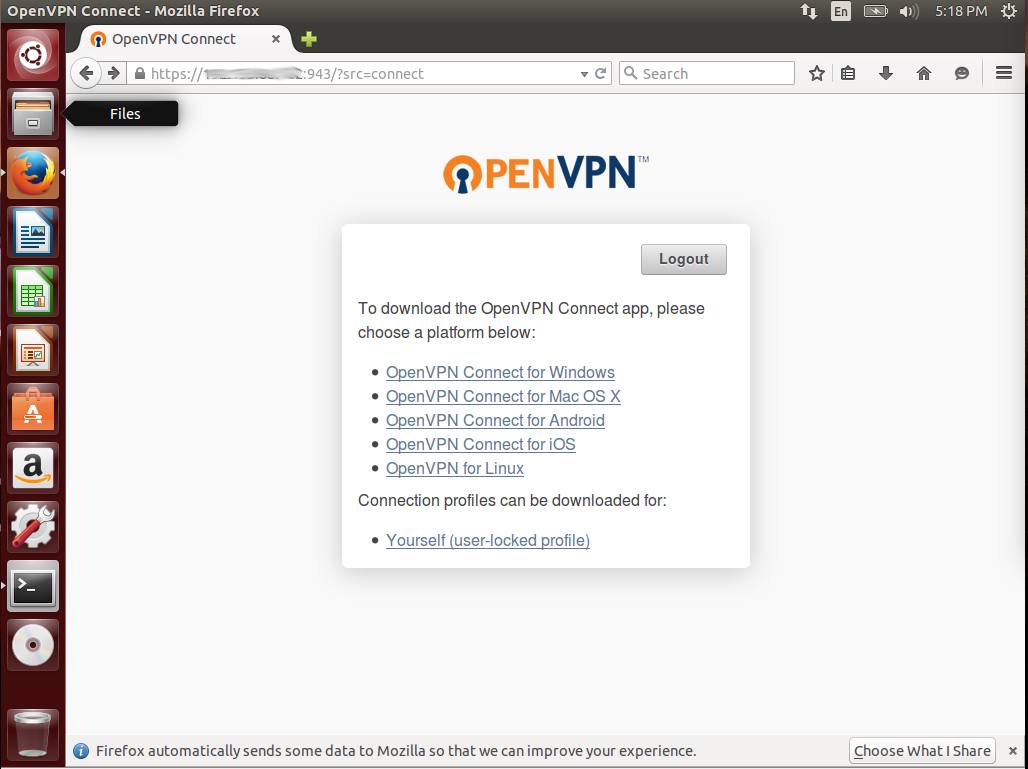 OpenVPN Connect - Mozilla Firefox
En
5:18 PM
OpenVPN Connect
https:// :943/?src=connect
Search
Files
OPENVPN™
Logout
To download the OpenVPN Connect app, please
choose a platform below:
OpenVPN Connect for Windows
OpenVPN Connect for Mac OS X
OpenVPN Connect for Android
OpenVPN Connect for iOS
OpenVPN for Linux
Connection profiles can be downloaded for:
Yourself (user-locked profile)
Firefox automatically sends some data to Mozilla so that we can improve your experience.
Choose What I Share